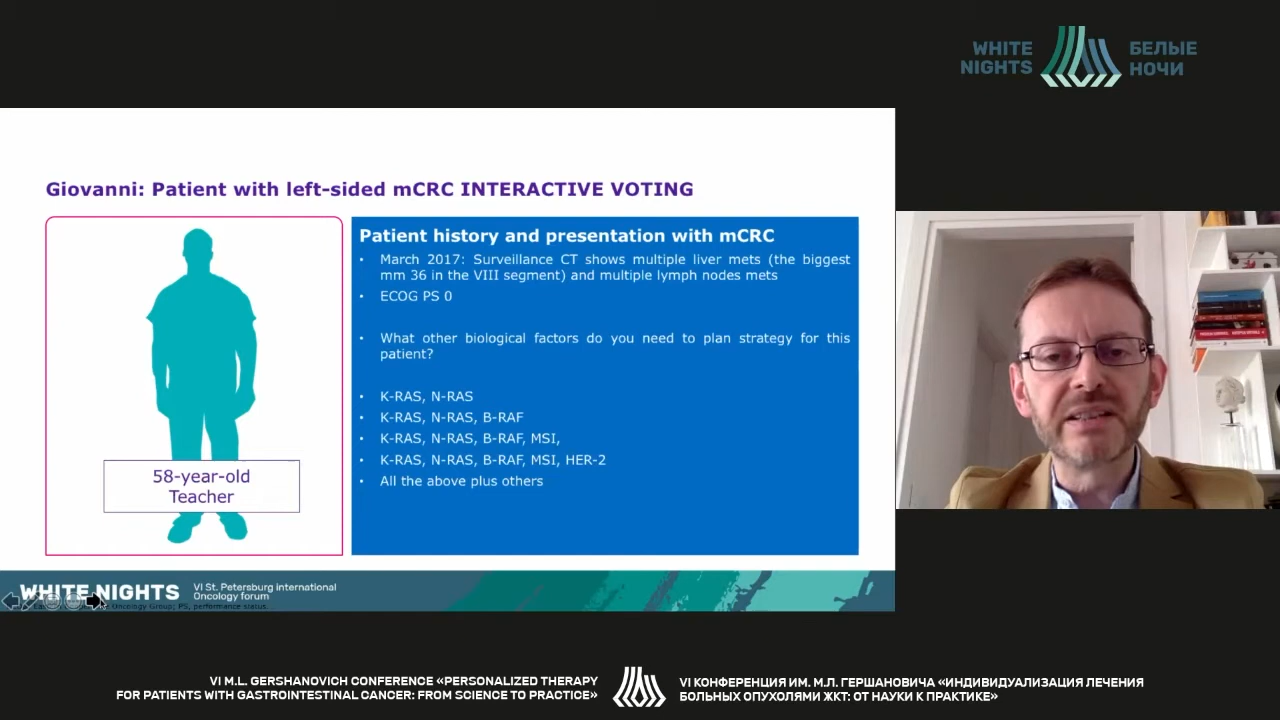 WHITE
NIGHTS
БЕЛЫЕ
НОЧИ
Giovanni: Patient with left-sided mCRC INTERACTIVE VOTING
58-year-old
Teacher
Patient history and presentation with mCRC
• March 2017: Surveillance CT shows multiple liver mets (the biggest
mm 36 in the VIII segment) and multiple lymph nodes mets
• ECOG PS 0
• What other biological factors do you need to plan strategy for this
patient?
• K-RAS, N-RAS
• K-RAS, N-RAS, B-RAF
• K-RAS, N-RAS, B-RAF, MSI,
• K-RAS, N-RAS, B-RAF, MSI, HER-2
• All the above plus others
WHITE NIGHTS
VI St. Petersburg international
Oncology forum
Oncology Group; PS, performance status.
VI M.L. GERSHANOVICH CONFERENCE «PERSONALIZED THERAPY
FOR PATIENTS WITH GASTROINTESTINAL CANCER: FROM SCIENCE TO PRACTICE»
VI КОНФЕРЕНЦИЯ ИМ. М.Л. ГЕРШАНОВИЧА «ИНДИВИДУАЛИЗАЦИЯ ЛЕЧЕНИЯ
БОЛЬНЫХ ОПУХОЛЯМИ ЖКТ: ОТ НАУКИ К ПРАКТИКЕ»